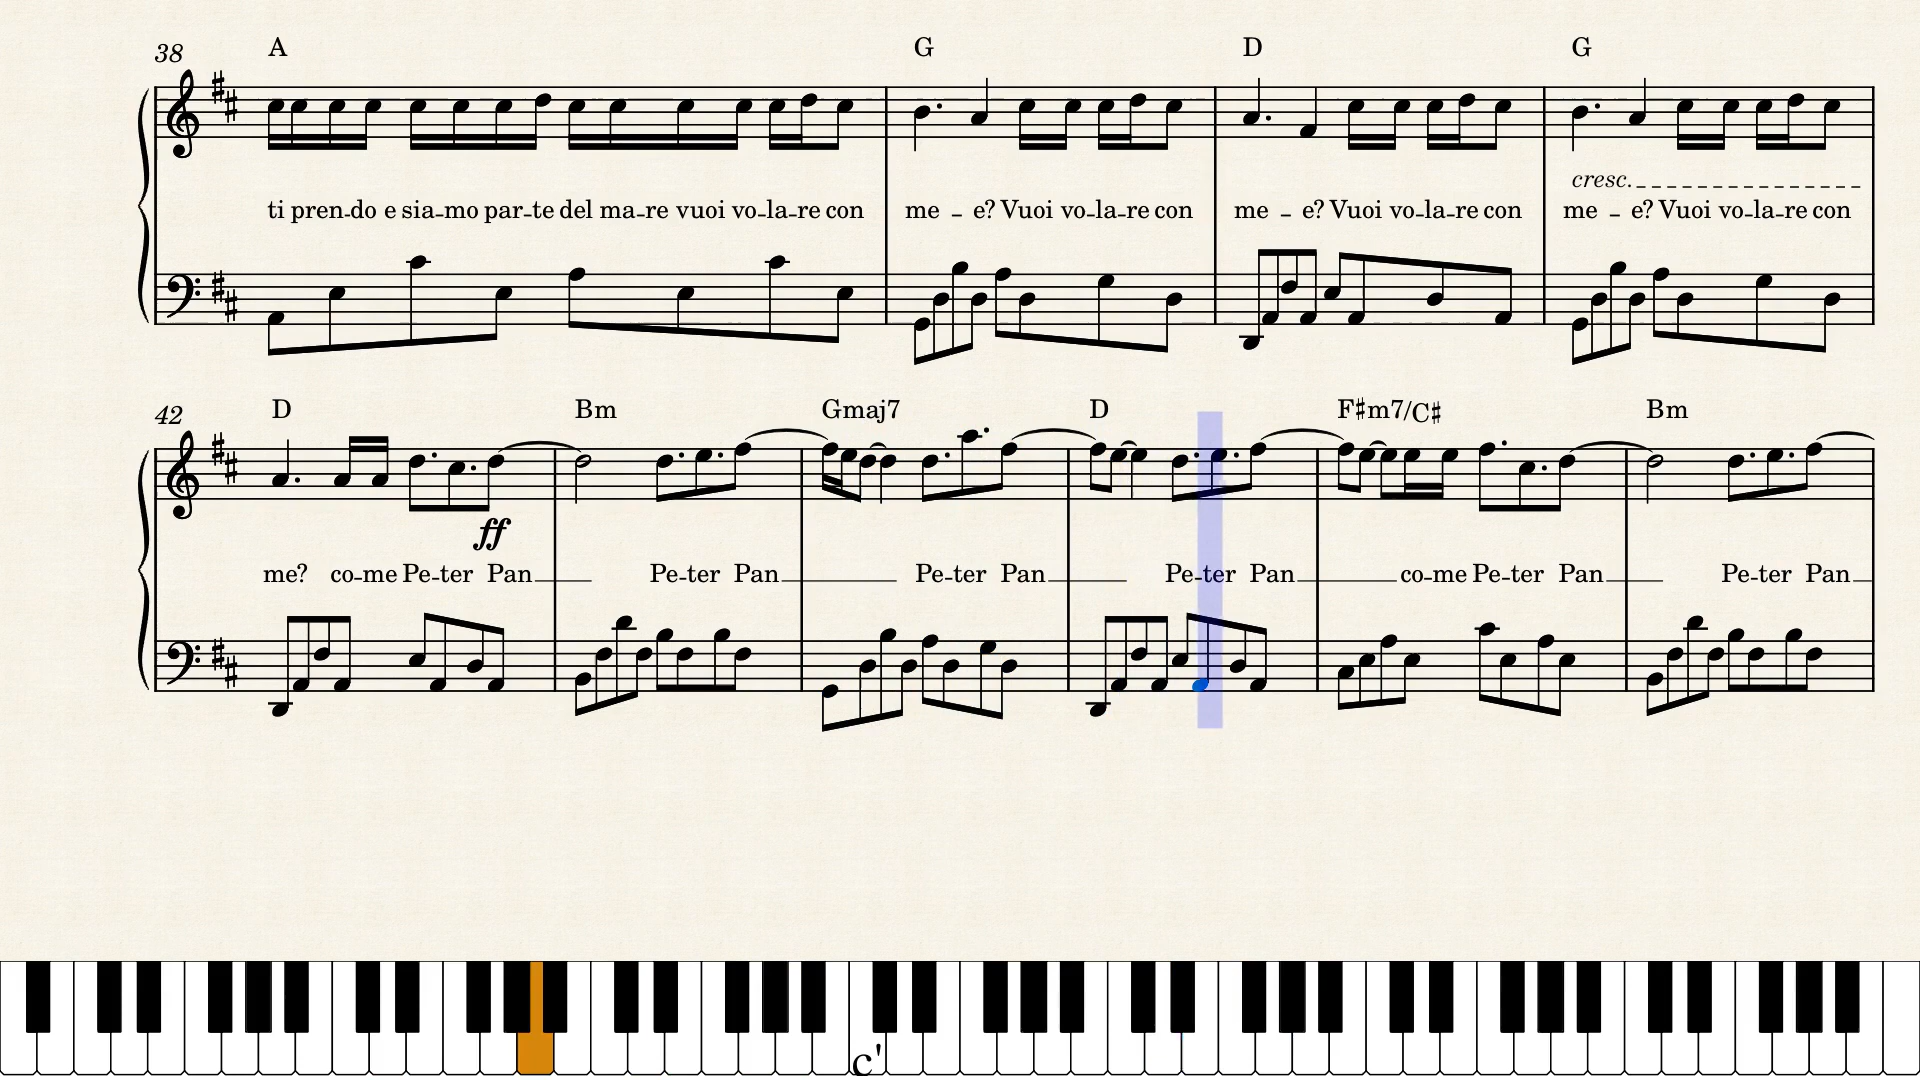 38 A G D G
cresc.
ti pren-do e sia-mo par-te del ma-re vuoi vo-la-re con me - e? Vuoi vo-la-re con me - e? Vuoi vo-la-re con me - e? Vuoi vo-la-re con
42 D Bm Gmaj7 D F♯m7/C♯ Bm
ff
me? co-me Pe-ter Pan Pe-ter Pan Pe-ter Pan Pe-ter Pan co-me Pe-ter Pan Pe-ter Pan
c'